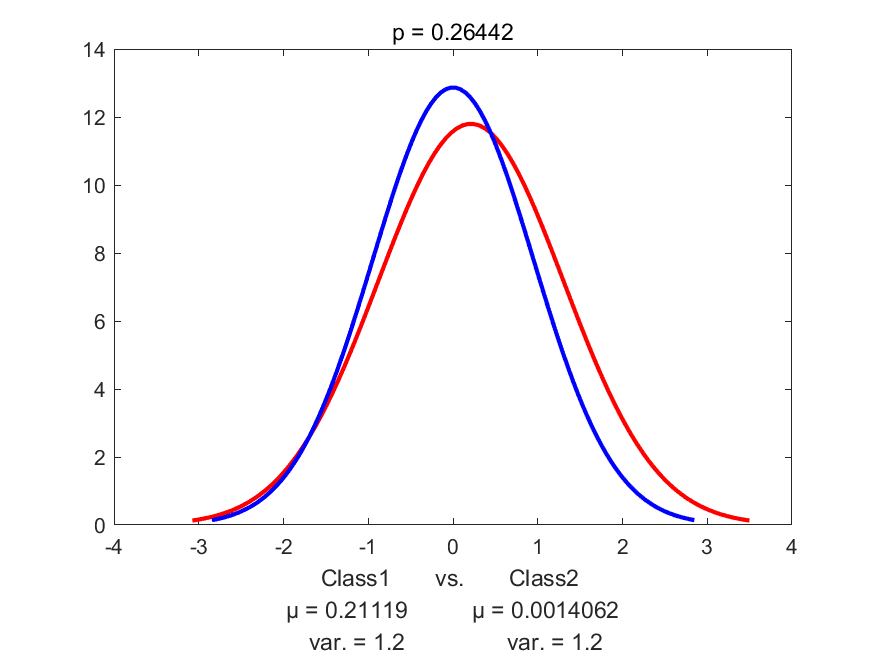 p = 0.26442
14
12
10
8
6
4
2
0
-4 -3 -2 -1 0 1 2 3 4
Class1 vs. Class2
μ = 0.21119 μ = 0.0014062
var. = 1.2 var. = 1.2